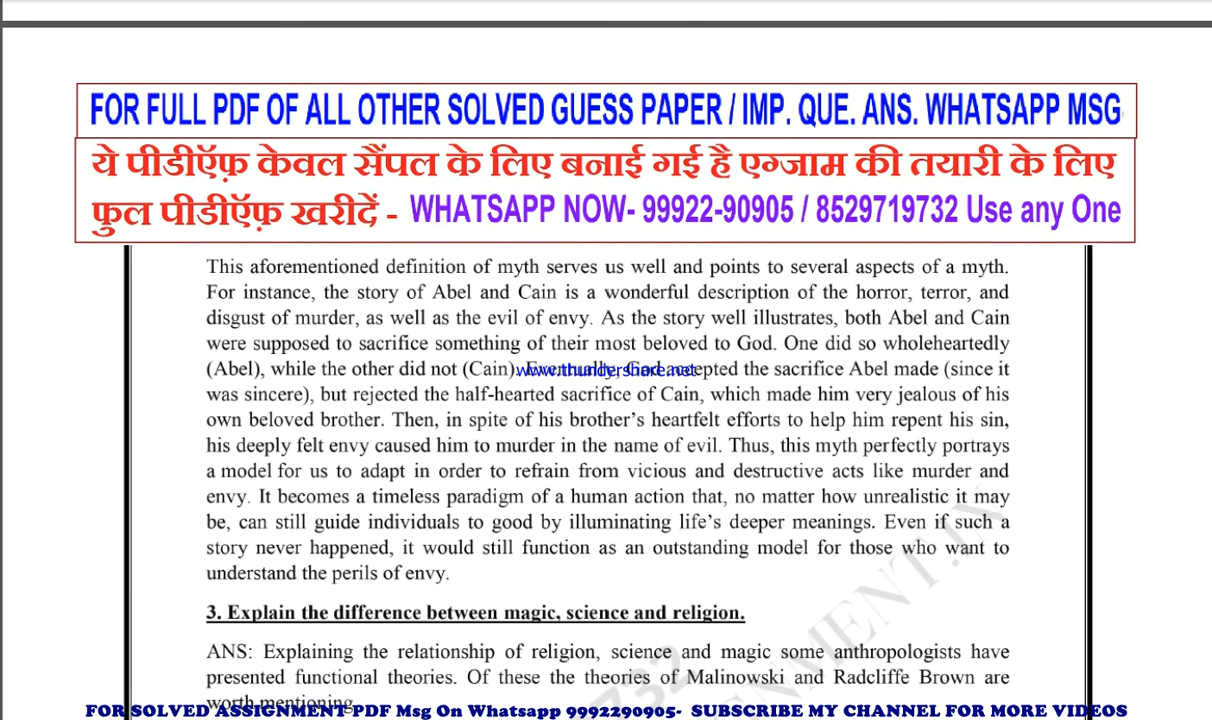 FOR FULL PDF OF ALL OTHER SOLVED GUESS PAPER / IMP. QUE. ANS. WHATSAPP MSG
ये पीडीऍफ़ केवल सैंपल के लिए बनाई गई है एग्जाम की तयारी के लिए
फुल पीडीऍफ़ खरीदें - WHATSAPP NOW- 99922-90905 / 8529719732 Use any One
This aforementioned definition of myth serves us well and points to several aspects of a myth.
For instance, the story of Abel and Cain is a wonderful description of the horror, terror, and
disgust of murder, as well as the evil of envy. As the story well illustrates, both Abel and Cain
were supposed to sacrifice something of their most beloved to God. One did so wholeheartedly
(Abel), while the other did not (Cain). Eventually, God accepted the sacrifice Abel made (since it
www.thundershare.net
was sincere), but rejected the half-hearted sacrifice of Cain, which made him very jealous of his
own beloved brother. Then, in spite of his brother's heartfelt efforts to help him repent his sin,
his deeply felt envy caused him to murder in the name of evil. Thus, this myth perfectly portrays
a model for us to adapt in order to refrain from vicious and destructive acts like murder and
envy. It becomes a timeless paradigm of a human action that, no matter how unrealistic it may
be, can still guide individuals to good by illuminating life's deeper meanings. Even if such a
story never happened, it would still function as an outstanding model for those who want to
understand the perils of envy.
3. Explain the difference between magic, science and religion.
ANS: Explaining the relationship of religion, science and magic some anthropologists have
presented functional theories. Of these the theories of Malinowski and Radcliffe Brown are
worth mentioning.
FOR SOLVED ASSIGNMENT PDF Msg On Whatsapp 9992290905- SUBSCRIBE MY CHANNEL FOR MORE VIDEOS